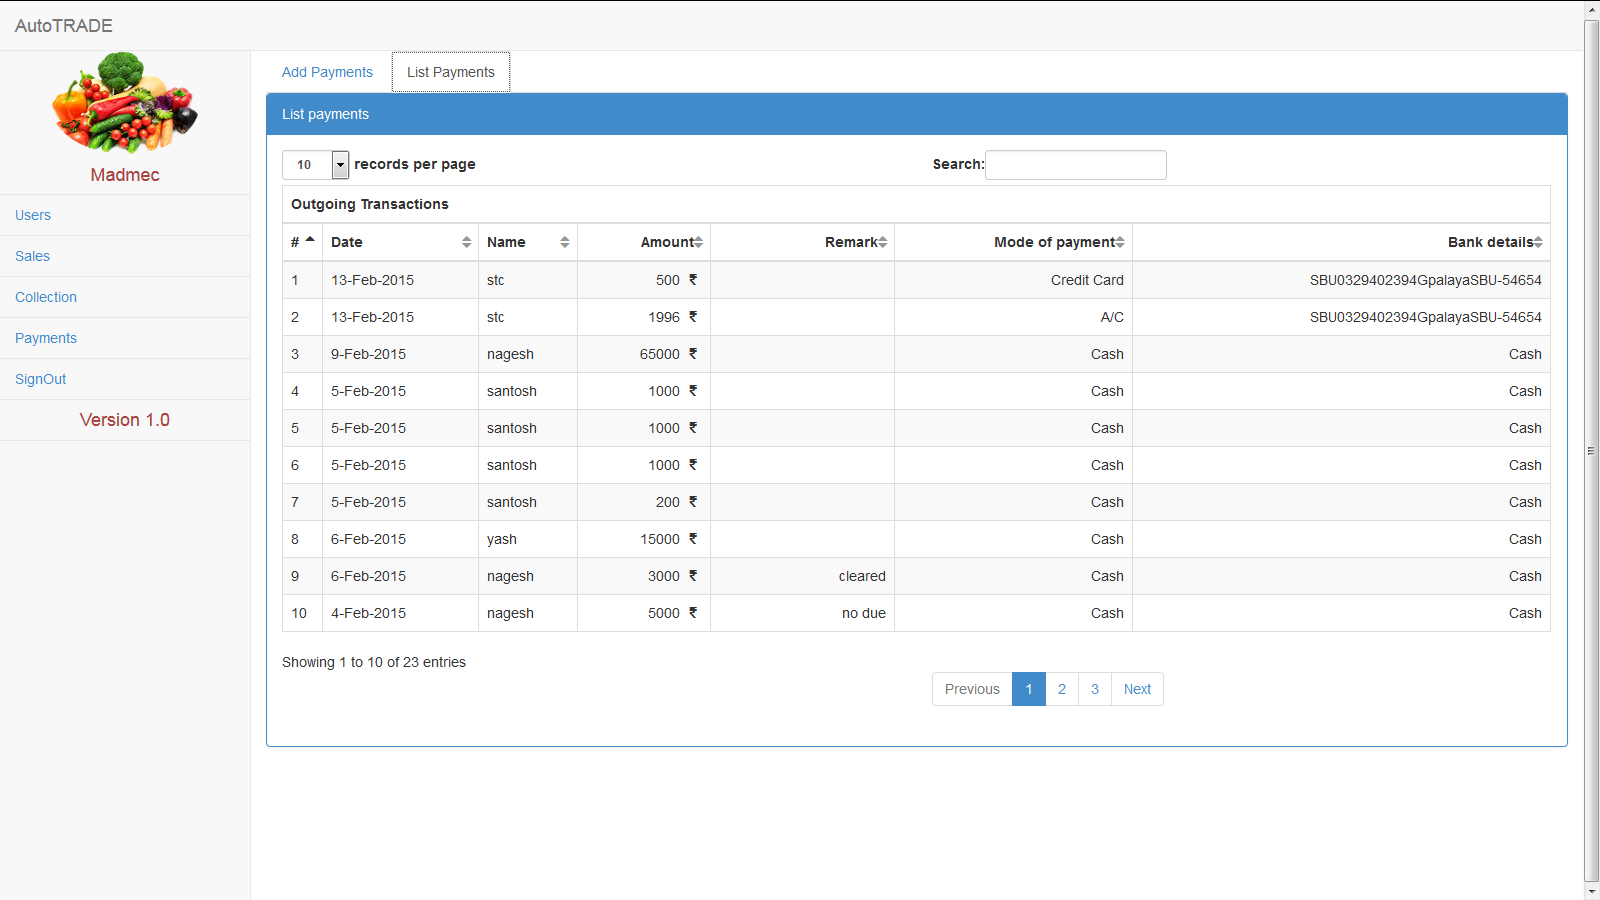 AutoTRADE
Madmec
Users
Sales
Collection
Payments
SignOut
Version 1.0
Add Payments List Payments
List payments
10 records per page Search:
Outgoing Transactions
# Date Name Amount Remark Mode of payment Bank details
1 13-Feb-2015 stc 500 ₹ Credit Card SBU0329402394GpalayaSBU-54654
2 13-Feb-2015 stc 1996 ₹ A/C SBU0329402394GpalayaSBU-54654
3 9-Feb-2015 nagesh 65000 ₹ Cash Cash
4 5-Feb-2015 santosh 1000 ₹ Cash Cash
5 5-Feb-2015 santosh 1000 ₹ Cash Cash
6 5-Feb-2015 santosh 1000 ₹ Cash Cash
7 5-Feb-2015 santosh 200 ₹ Cash Cash
8 6-Feb-2015 yash 15000 ₹ Cash Cash
9 6-Feb-2015 nagesh 3000 ₹ cleared Cash Cash
10 4-Feb-2015 nagesh 5000 ₹ no due Cash Cash
Showing 1 to 10 of 23 entries
Previous 1 2 3 Next